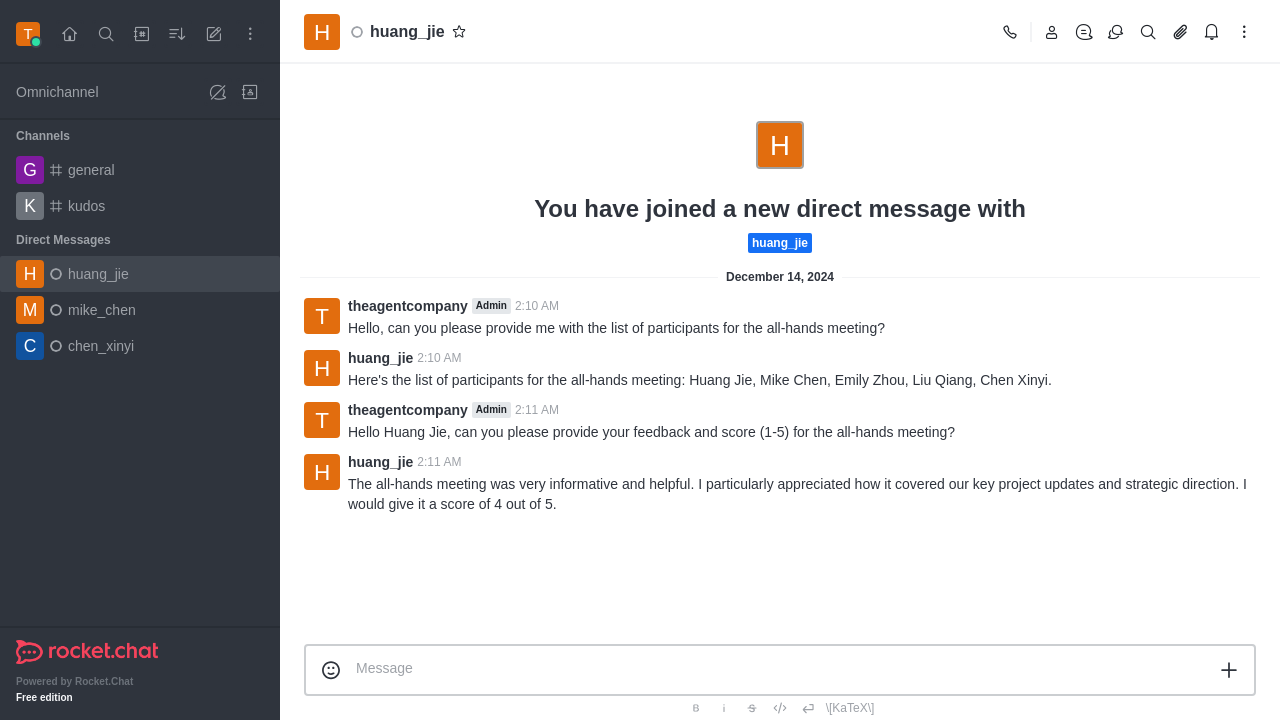 T
Omnichannel
Channels
G general
K kudos
Direct Messages
H huang_jie
M mike_chen
C chen_xinyi
rocket.chat
Powered by Rocket.Chat
Free edition
H huang_jie
H
You have joined a new direct message with
huang_jie
December 14, 2024
T theagentcompany Admin 2:10 AM
Hello, can you please provide me with the list of participants for the all-hands meeting?
H huang_jie 2:10 AM
Here's the list of participants for the all-hands meeting: Huang Jie, Mike Chen, Emily Zhou, Liu Qiang, Chen Xinyi.
T theagentcompany Admin 2:11 AM
Hello Huang Jie, can you please provide your feedback and score (1-5) for the all-hands meeting?
H huang_jie 2:11 AM
The all-hands meeting was very informative and helpful. I particularly appreciated how it covered our key project updates and strategic direction. I
would give it a score of 4 out of 5.
Message
B i S \[KaTeX\]